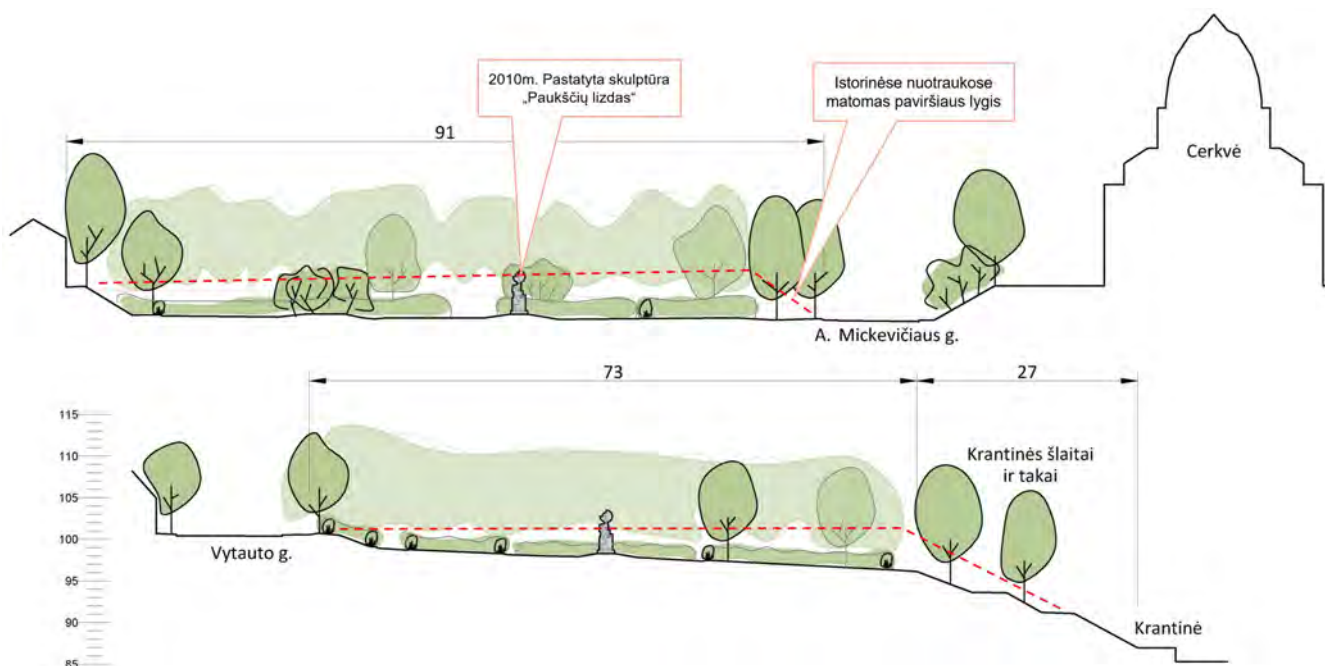 2010m. Pastatyta skulptūra
„Paukščių lizdas“
Istorinėse nuotraukose
matomas paviršiaus lygis
91
Cerkvė
A. Mickevičiaus g.
73
27
115
110
105
100
95
90
85
Krantinės šlaitai
ir takai
Vytauto g.
Krantinė